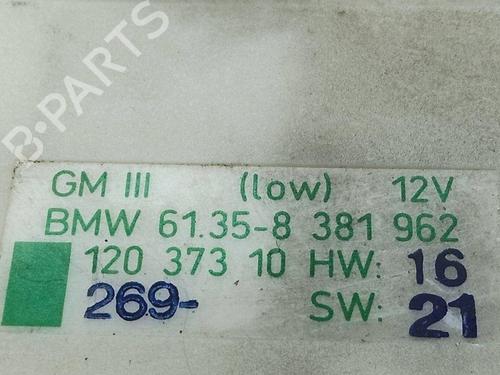 B-PARTS
GM III (low) 12V
BMW 61.35-8 381 962
120 373 10 HW: 16
269- SW: 21